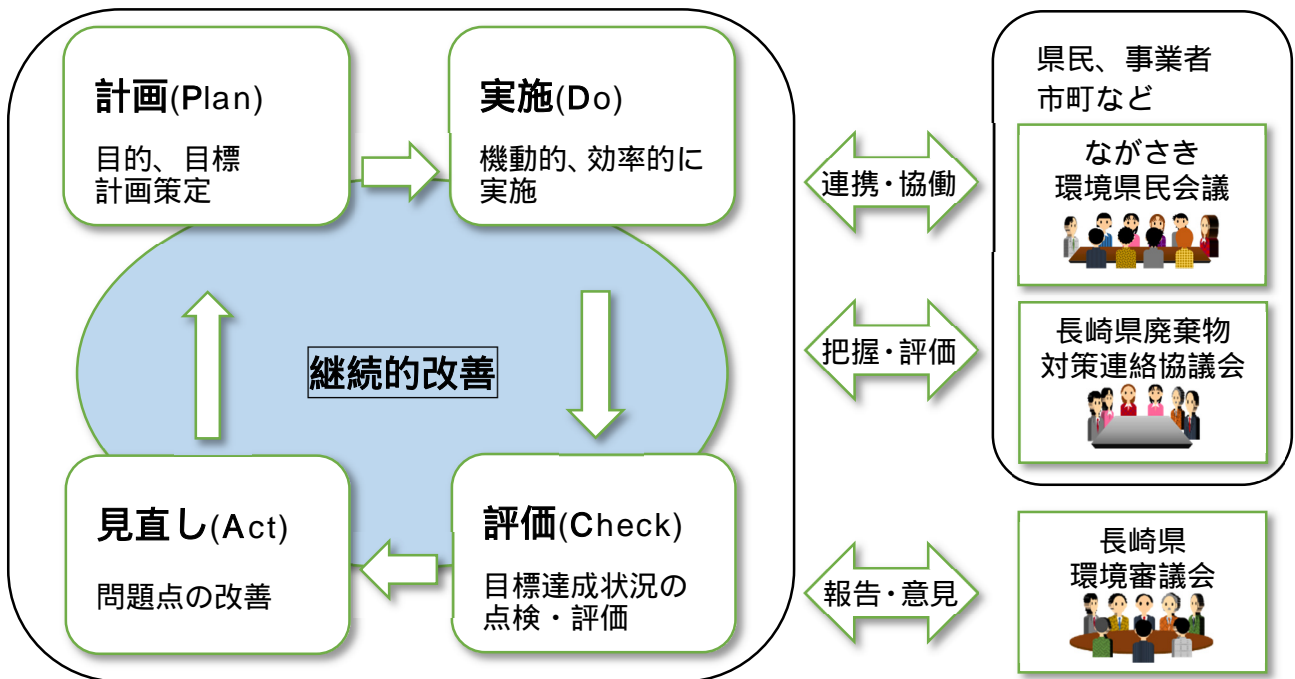 計画(Plan)
目的、目標
計画策定
実施(Do)
機動的、効率的に
実施
継続的改善
見直し(Act)
問題点の改善
評価(Check)
目標達成状況の
点検・評価
連携・協働
把握・評価
報告・意見
県民、事業者
市町など
ながさき
環境県民会議
長崎県廃棄物
対策連絡協議会
長崎県
環境審議会